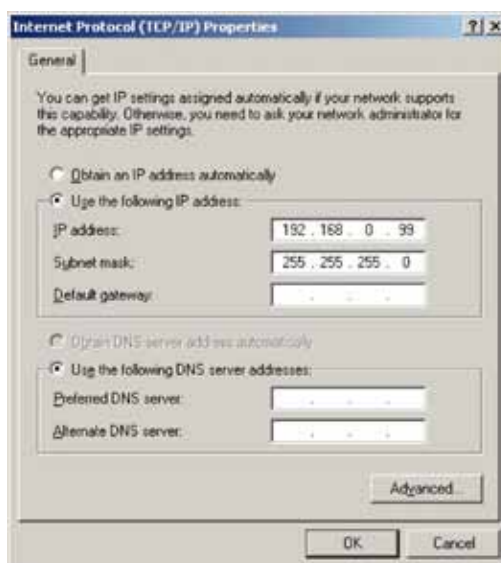 Internet Protocol (TCP/IP) Properties
General
You can get IP settings assigned automatically if your network supports
this capability. Otherwise, you need to ask your network administrator for
the appropriate IP settings.
Obtain an IP address automatically
Use the following IP address:
IP address: 192 . 168 . 0 . 99
Subnet mask: 255 . 255 . 255 . 0
Default gateway: . . .
Obtain DNS server address automatically
Use the following DNS server addresses:
Preferred DNS server: . . .
Alternate DNS server: . . .
Advanced...
OK Cancel